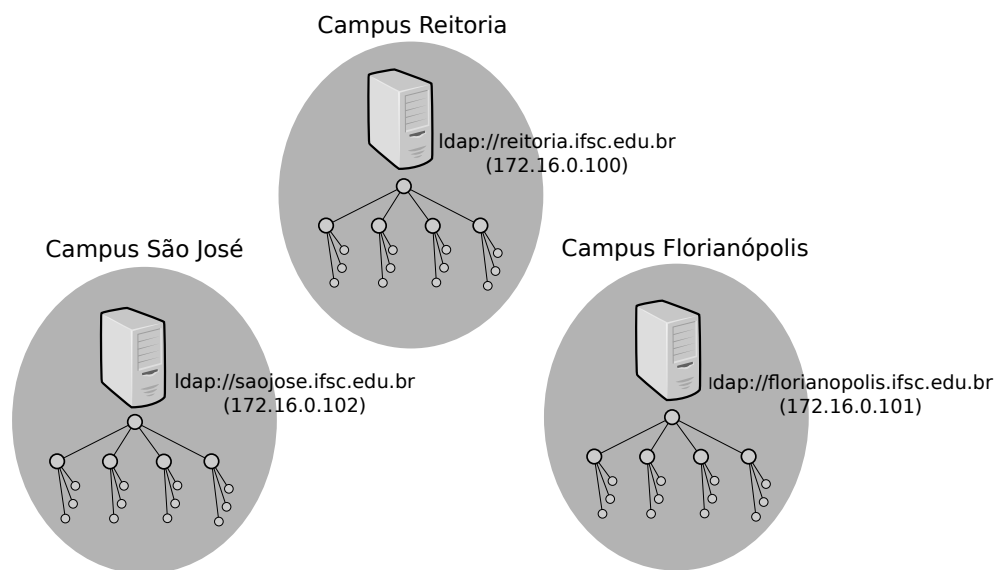 Campus Reitoria
ldap://reitoria.ifsc.edu.br
(172.16.0.100)
Campus São José
ldap://saojose.ifsc.edu.br
(172.16.0.102)
Campus Florianópolis
ldap://florianopolis.ifsc.edu.br
(172.16.0.101)